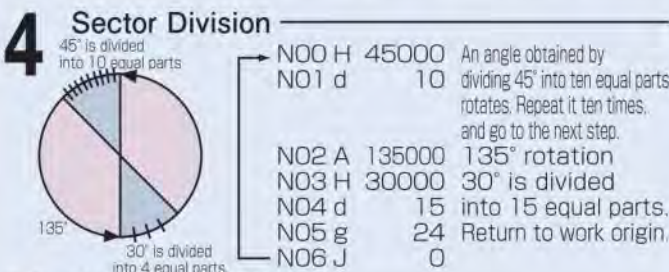 4 Sector Division
45° is divided
into 10 equal parts
135°
30° is divided
into 4 equal parts
N00 H 45000 An angle obtained by
N01 d 10 dividing 45° into ten equal parts
rotates. Repeat it ten times,
and go to the next step.
N02 A 135000 135° rotation
N03 H 30000 30° is divided
N04 d 15 into 15 equal parts.
N05 g 24 Return to work origin.
N06 J 0